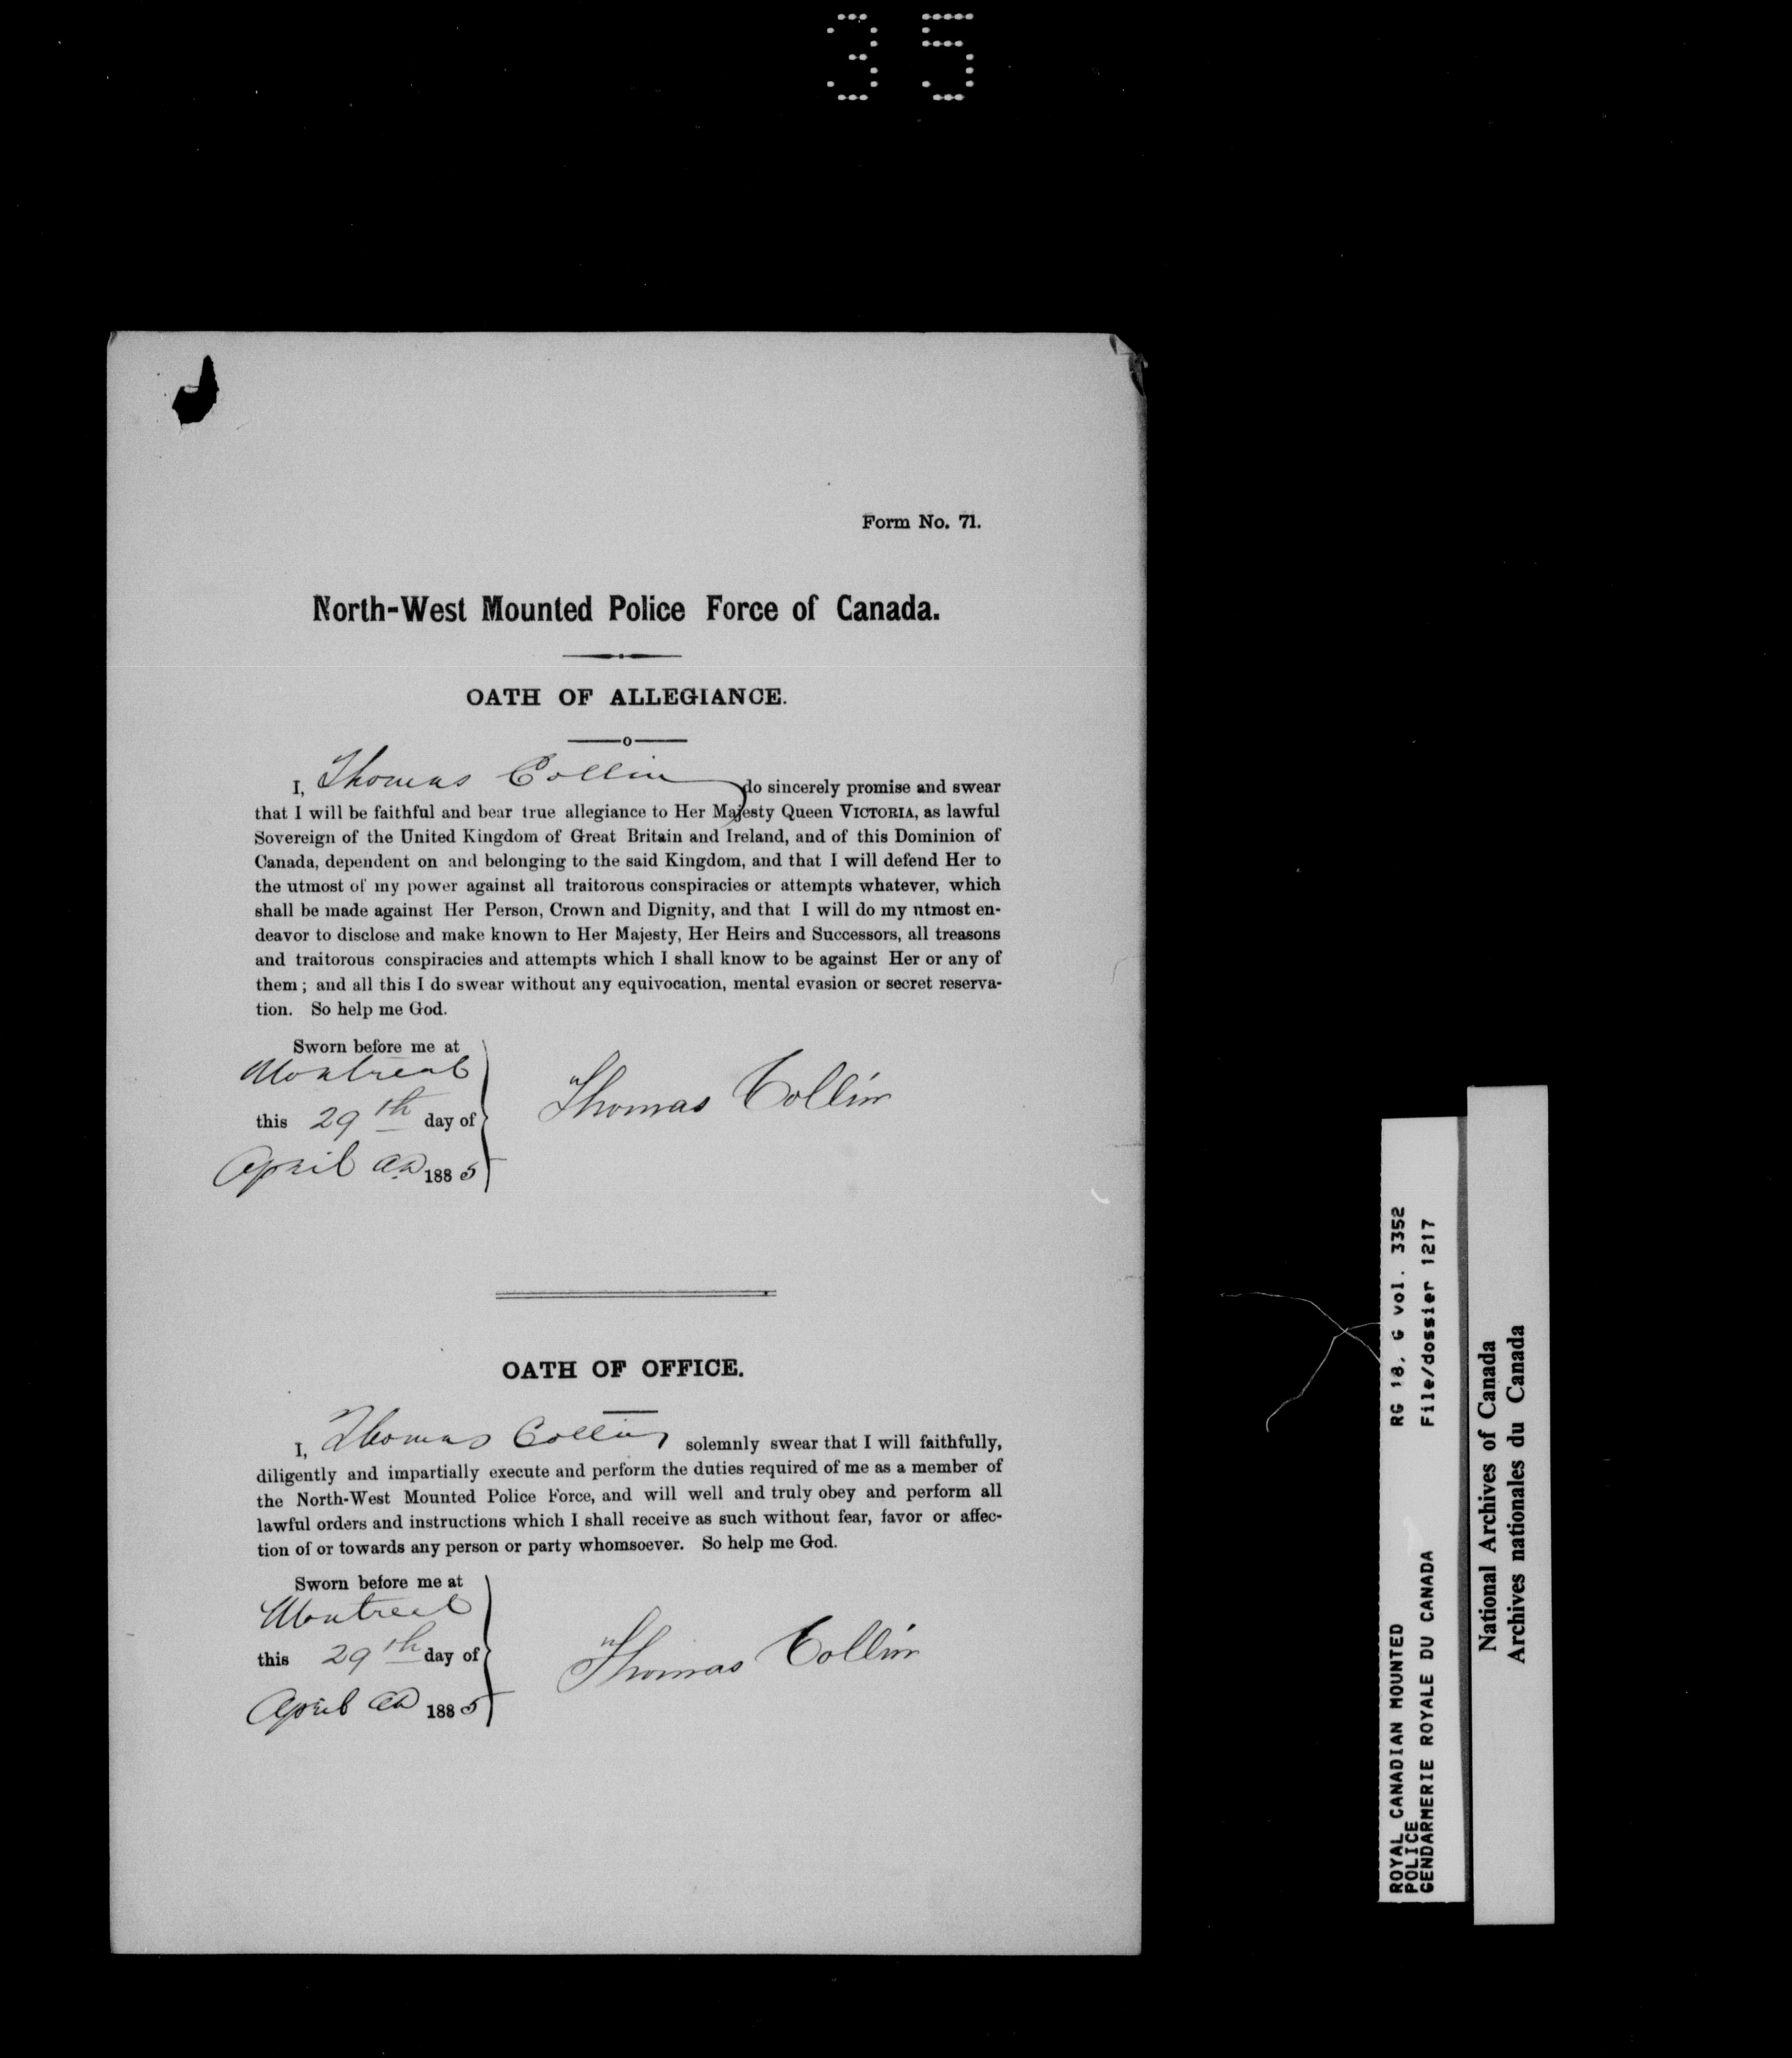 35
Form No. 71.
North-West Mounted Police Force of Canada.
OATH OF ALLEGIANCE.
I, Thomas Collin do sincerely promise and swear
that I will be faithful and bear true allegiance to Her Majesty Queen VICTORIA, as lawful
Sovereign of the United Kingdom of Great Britain and Ireland, and of this Dominion of
Canada, dependent on and belonging to the said Kingdom, and that I will defend Her to
the utmost of my power against all traitorous conspiracies or attempts whatever, which
shall be made against Her Person, Crown and Dignity, and that I will do my utmost en-
deavor to disclose and make known to Her Majesty, Her Heirs and Successors, all treasons
and traitorous conspiracies and attempts which I shall know to be against Her or any of
them; and all this I do swear without any equivocation, mental evasion or secret reserva-
tion. So help me God.
Sworn before me at
Montreal
this 29th day of
April AD 1885
Thomas Collin
OATH OF OFFICE.
I, Thomas Collin solemnly swear that I will faithfully,
diligently and impartially execute and perform the duties required of me as a member of
the North-West Mounted Police Force, and will well and truly obey and perform all
lawful orders and instructions which I shall receive as such without fear, favor or affec-
tion of or towards any person or party whomsoever. So help me God.
Sworn before me at
Montreal
this 29th day of
April AD 1885
Thomas Collin
ROYAL CANADIAN MOUNTED RG 18, G vol. 3352
POLICE
GENDARMERIE ROYALE DU CANADA File/dossier 1217
National Archives of Canada
Archives nationales du Canada